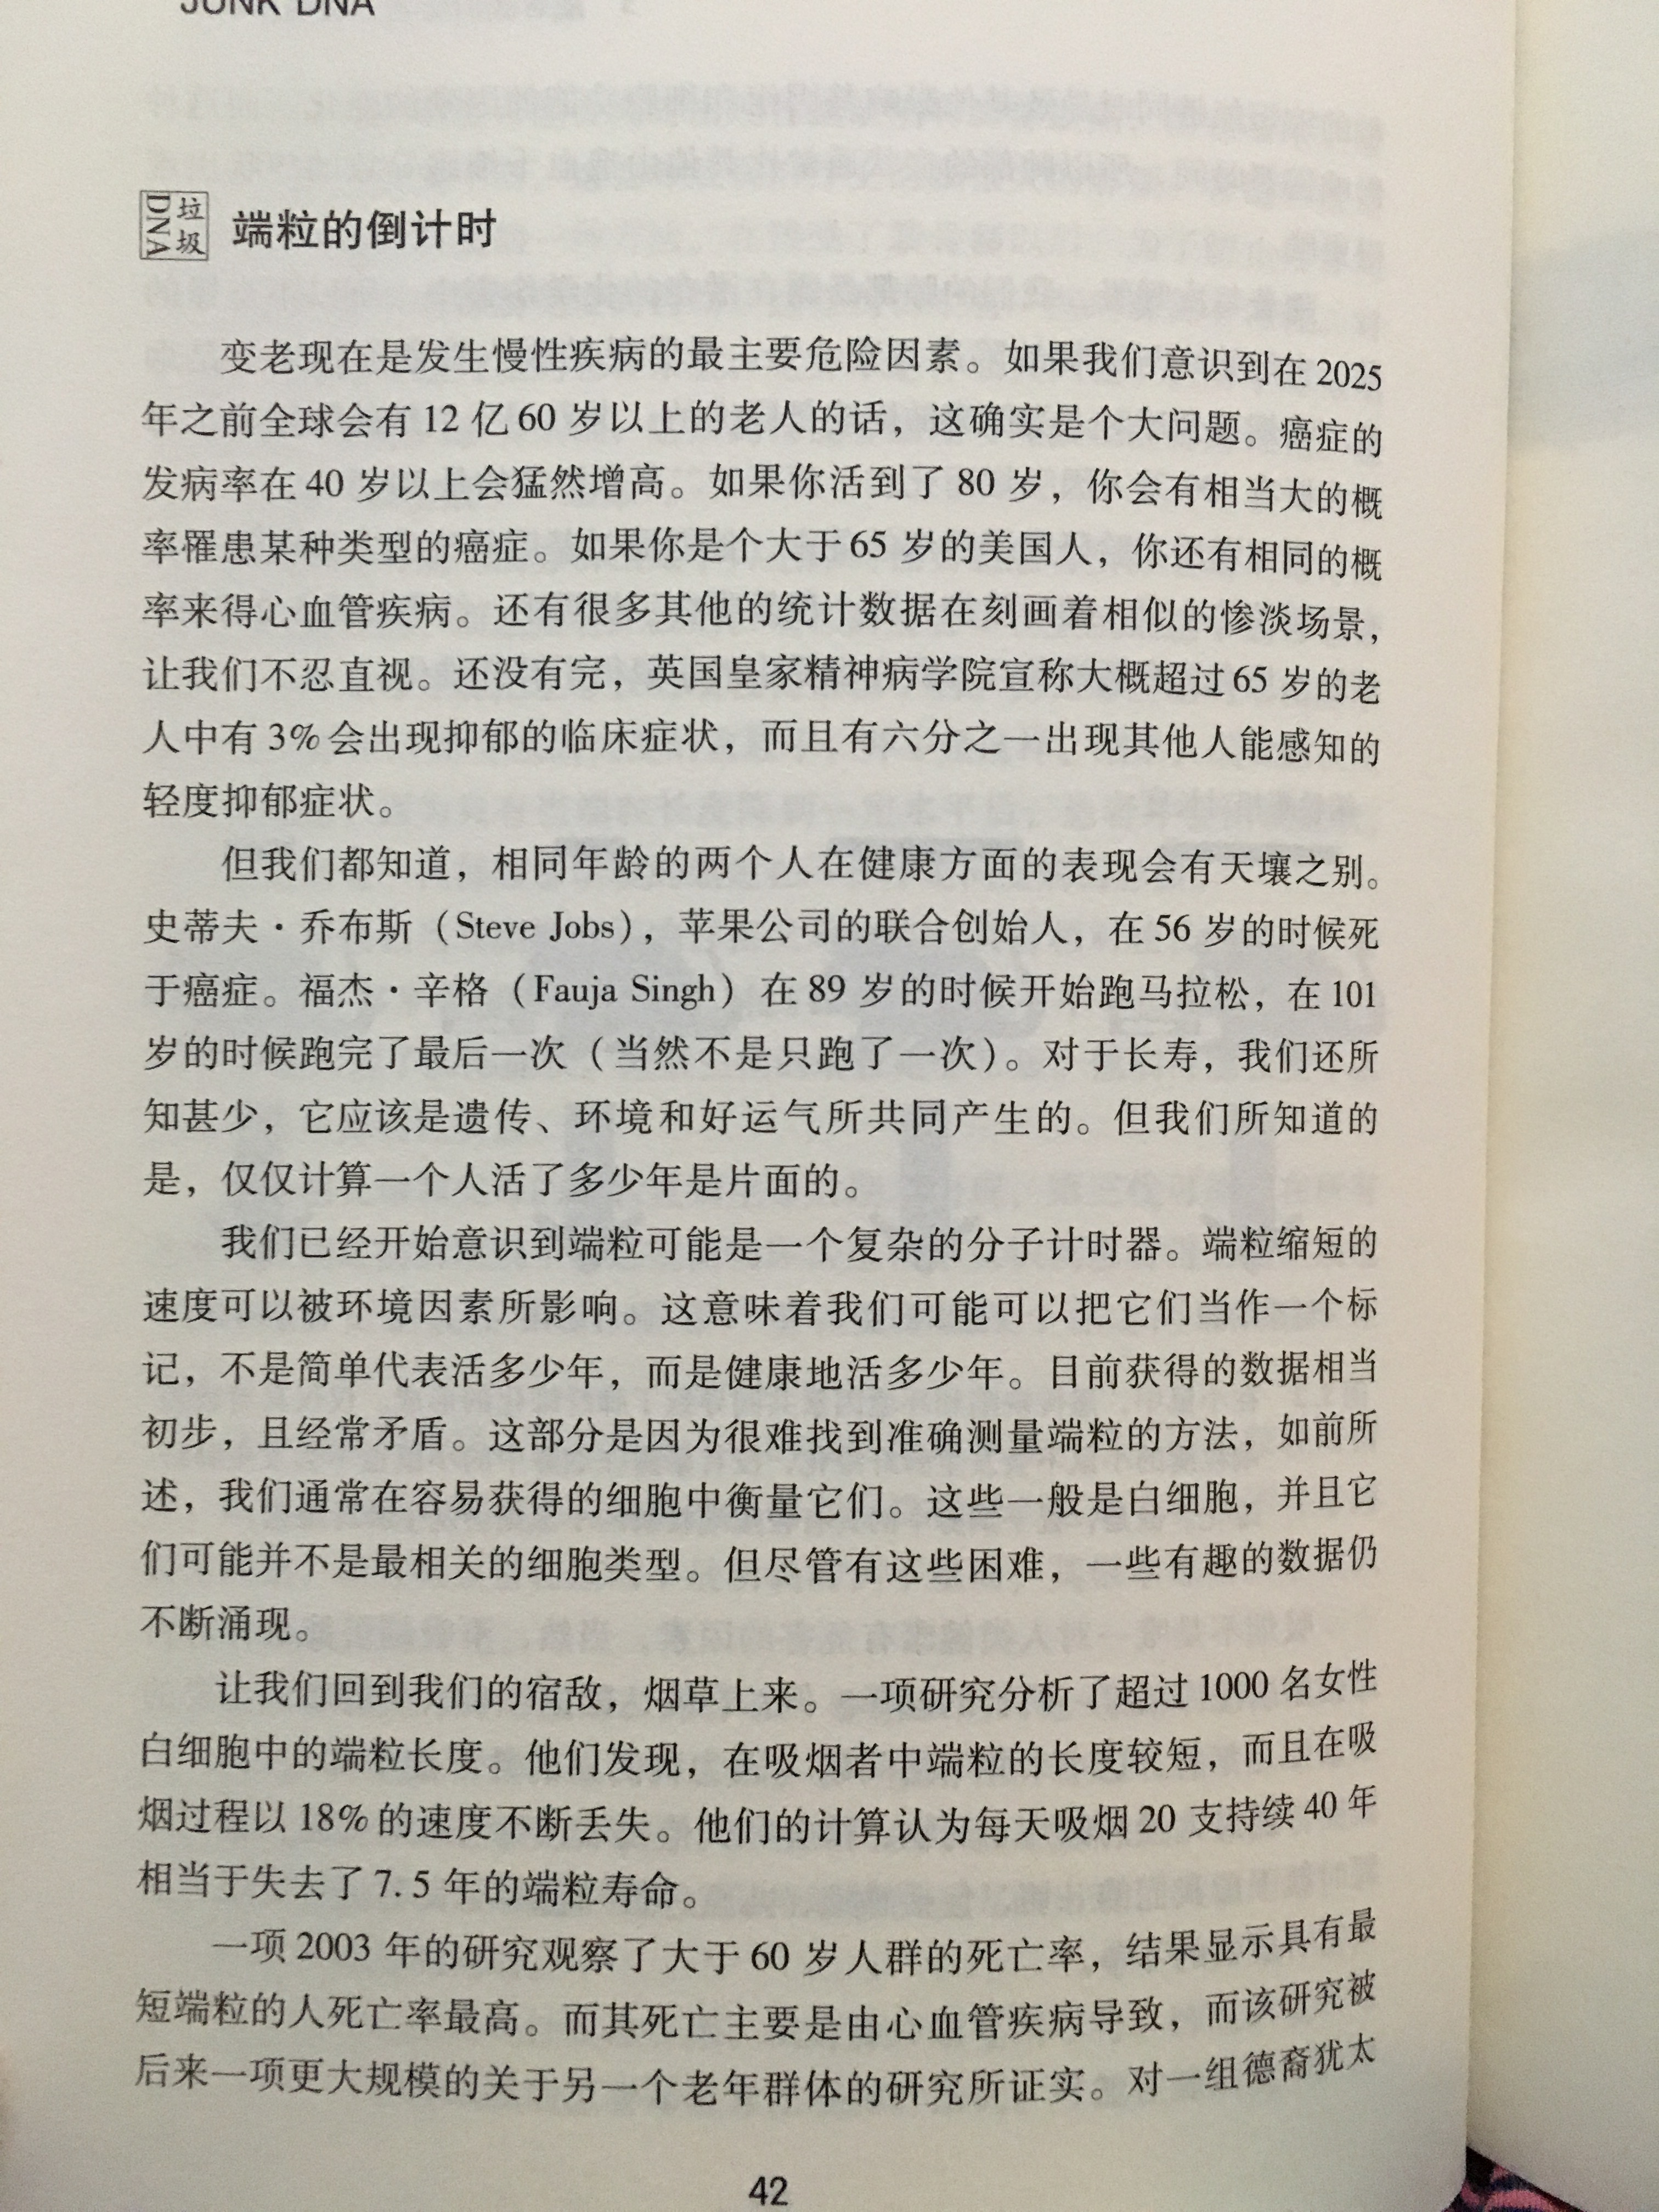 JUNK DNA
垃圾
DNA
端粒的倒计时
变老现在是发生慢性疾病的最主要危险因素。如果我们意识到在 2025
年之前全球会有 12 亿 60 岁以上的老人的话，这确实是个大问题。癌症的
发病率在 40 岁以上会猛然增高。如果你活到了 80 岁，你会有相当大的概
率罹患某种类型的癌症。如果你是个大于 65 岁的美国人，你还有相同的概
率来得心血管疾病。还有很多其他的统计数据在刻画着相似的惨淡场景，
让我们不忍直视。还没有完，英国皇家精神病学院宣称大概超过 65 岁的老
人中有 3% 会出现抑郁的临床症状，而且有六分之一出现其他人能感知的
轻度抑郁症状。
但我们都知道，相同年龄的两个人在健康方面的表现会有天壤之别。
史蒂夫·乔布斯（Steve Jobs），苹果公司的联合创始人，在 56 岁的时候死
于癌症。福杰·辛格（Fauja Singh）在 89 岁的时候开始跑马拉松，在 101
岁的时候跑完了最后一次（当然不是只跑了一次）。对于长寿，我们还所
知甚少，它应该是遗传、环境和好运气所共同产生的。但我们所知道的
是，仅仅计算一个人活了多少年是片面的。
我们已经开始意识到端粒可能是一个复杂的分子计时器。端粒缩短的
速度可以被环境因素所影响。这意味着我们可能可以把它们当作一个标
记，不是简单代表活多少年，而是健康地活多少年。目前获得的数据相当
初步，且经常矛盾。这部分是因为很难找到准确测量端粒的方法，如前所
述，我们通常在容易获得的细胞中衡量它们。这些一般是白细胞，并且它
们可能并不是最相关的细胞类型。但尽管有这些困难，一些有趣的数据仍
不断涌现。
让我们回到我们的宿敌，烟草上来。一项研究分析了超过 1000 名女性
白细胞中的端粒长度。他们发现，在吸烟者中端粒的长度较短，而且在吸
烟过程以 18% 的速度不断丢失。他们的计算认为每天吸烟 20 支持续 40 年
相当于失去了 7.5 年的端粒寿命。
一项 2003 年的研究观察了大于 60 岁人群的死亡率，结果显示具有最
短端粒的人死亡率最高。而其死亡主要是由心血管疾病导致，而该研究被
后来一项更大规模的关于另一个老年群体的研究所证实。对一组德裔犹太
42